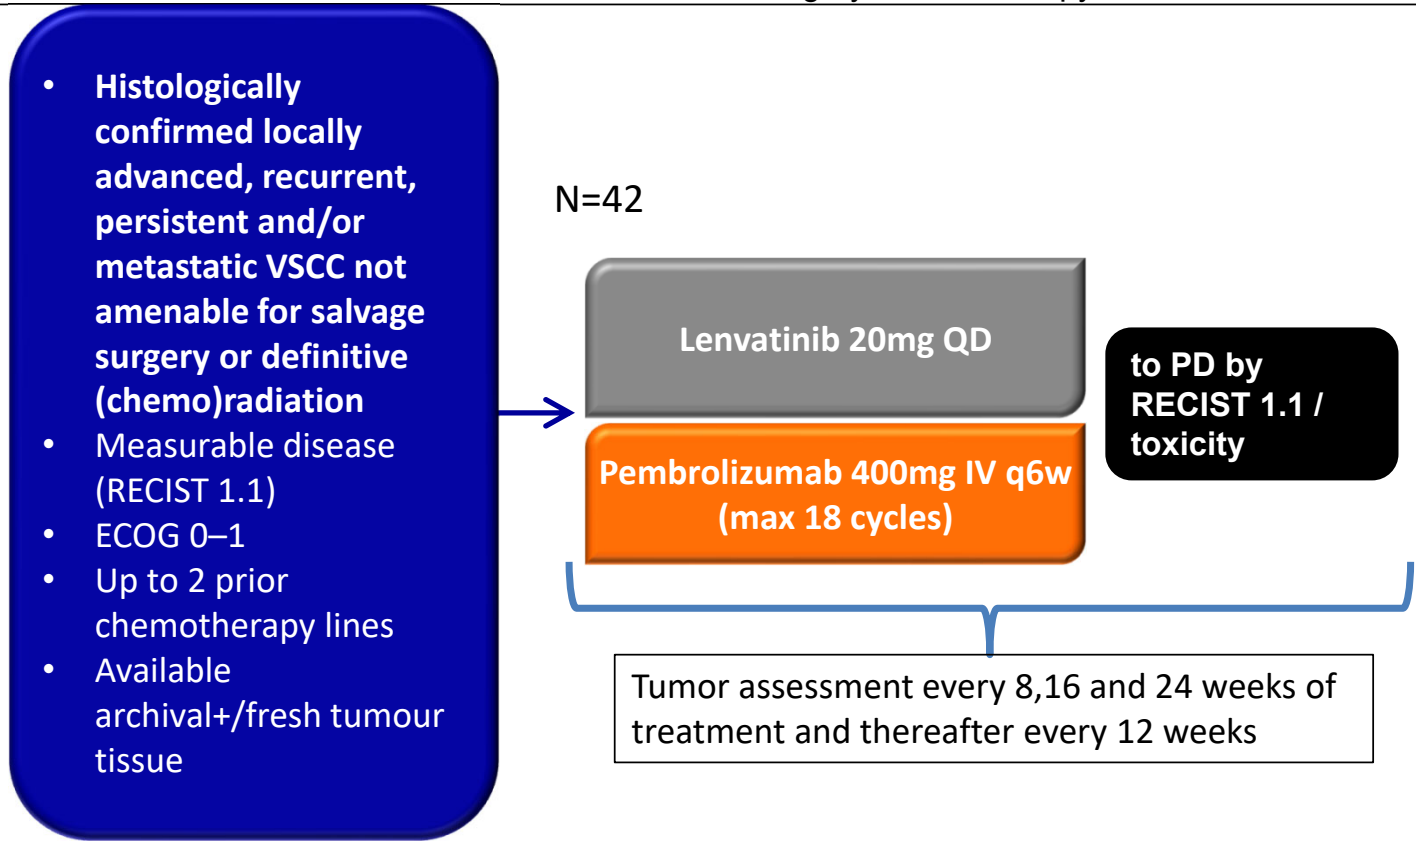 • Histologically
confirmed locally
advanced, recurrent,
persistent and/or
metastatic VSCC not
amenable for salvage
surgery or definitive
(chemo)radiation
• Measurable disease
(RECIST 1.1)
• ECOG 0–1
• Up to 2 prior
chemotherapy lines
• Available
archival+/fresh tumour
tissue
N=42
Lenvatinib 20mg QD
Pembrolizumab 400mg IV q6w
(max 18 cycles)
to PD by
RECIST 1.1 /
toxicity
Tumor assessment every 8,16 and 24 weeks of
treatment and thereafter every 12 weeks